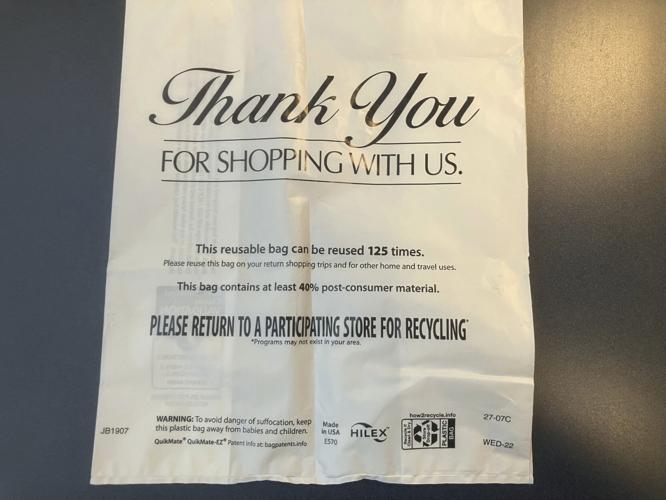 Thank You
FOR SHOPPING WITH US.
This reusable bag can be reused 125 times.
Please reuse this bag on your return shopping trips and for other home and travel uses.
This bag contains at least 40% post-consumer material.
PLEASE RETURN TO A PARTICIPATING STORE FOR RECYCLING*
*Programs may not exist in your area.
JB1907
WARNING: To avoid danger of suffocation, keep
this plastic bag away from babies and children.
QuikMate® QuikMate-EZ® Patent info at: bagpatents.info
Made
in USA
E570
HILEX™
how2recycle.info
PLASTIC
BAG
27-07C
WED-22